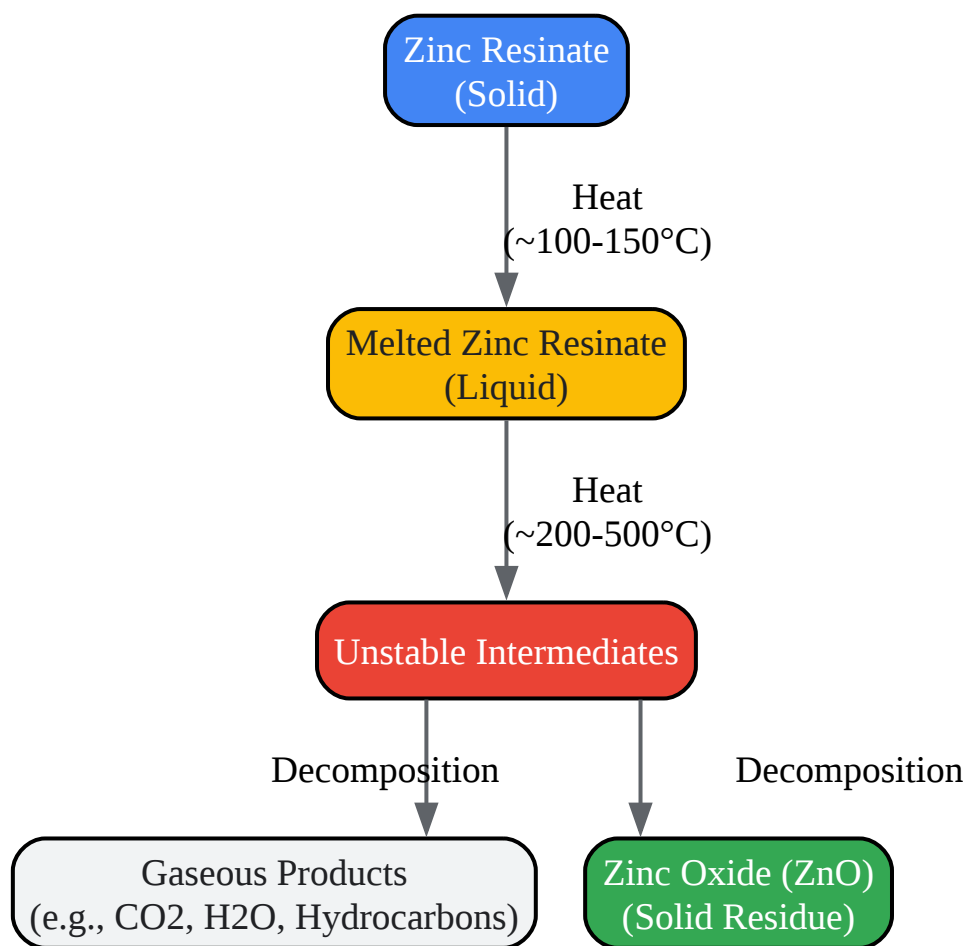 Zinc Resinate
(Solid)
Heat
(~100-150°C)
Melted Zinc Resinate
(Liquid)
Heat
(~200-500°C)
Unstable Intermediates
Decomposition
Decomposition
Gaseous Products
(e.g., CO2, H2O, Hydrocarbons)
Zinc Oxide (ZnO)
(Solid Residue)